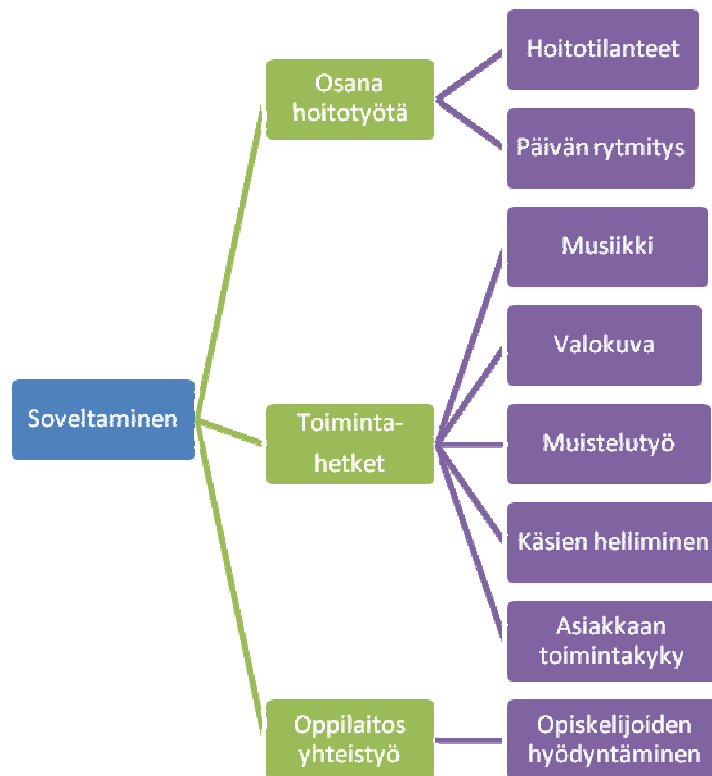 Soveltaminen
Osana
hoitotyötä
Hoitotilanteet
Päivän rytmitys
Toiminta-
hetket
Musiikki
Valokuva
Muistelutyö
Käsien helliminen
Asiakkaan
toimintakyky
Oppilaitos
yhteistyö
Opiskelijoiden
hyödyntäminen